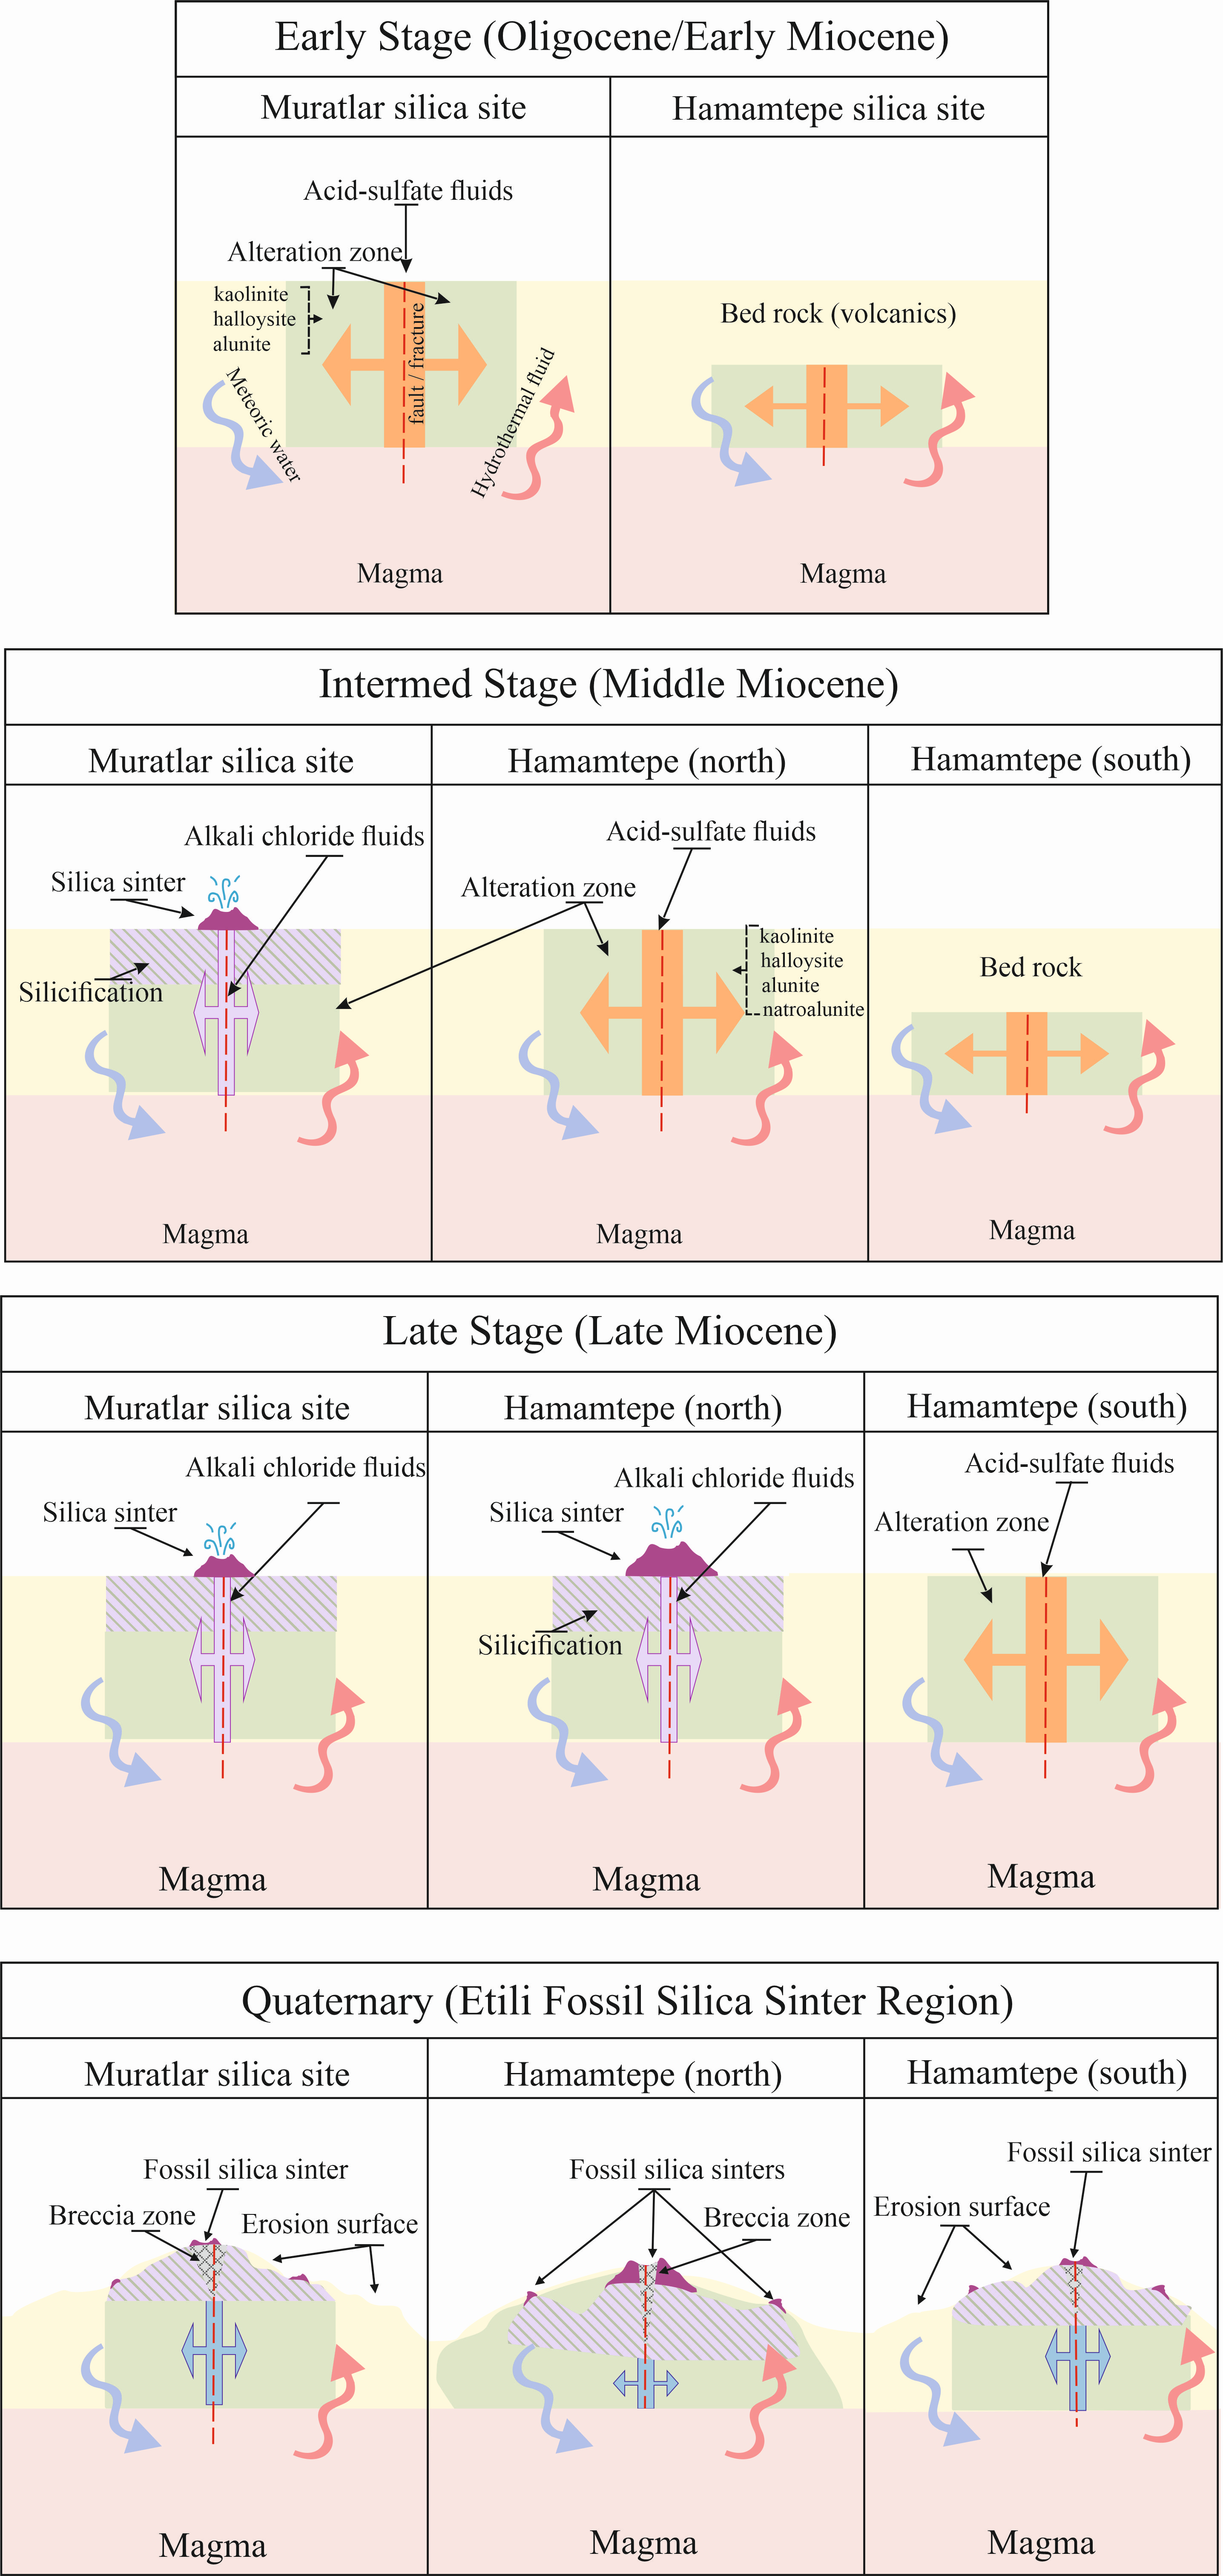 Early Stage (Oligocene/Early Miocene)
Muratlar silica site
Hamamtepe silica site
Acid-sulfate fluids
Alteration zone
kaolinite
halloysite
alunite
fault / fracture
Meteoric water
Hydrothermal fluid
Magma
Bed rock (volcanics)
Magma
Intermed Stage (Middle Miocene)
Muratlar silica site
Hamamtepe (north)
Hamamtepe (south)
Alkali chloride fluids
Silica sinter
Silicification
Magma
Acid-sulfate fluids
Alteration zone
kaolinite
halloysite
alunite
natroalunite
Magma
Bed rock
Magma
Late Stage (Late Miocene)
Muratlar silica site
Hamamtepe (north)
Hamamtepe (south)
Alkali chloride fluids
Silica sinter
Magma
Alkali chloride fluids
Silica sinter
Silicification
Magma
Acid-sulfate fluids
Alteration zone
Magma
Quaternary (Etili Fossil Silica Sinter Region)
Muratlar silica site
Hamamtepe (north)
Hamamtepe (south)
Fossil silica sinter
Breccia zone
Erosion surface
Magma
Fossil silica sinters
Breccia zone
Magma
Fossil silica sinter
Erosion surface
Magma